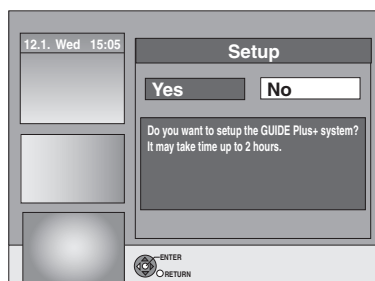 12.1. Wed 15:05
Setup
Yes No
Do you want to setup the GUIDE Plus+ system?
It may take time up to 2 hours.
ENTER
RETURN